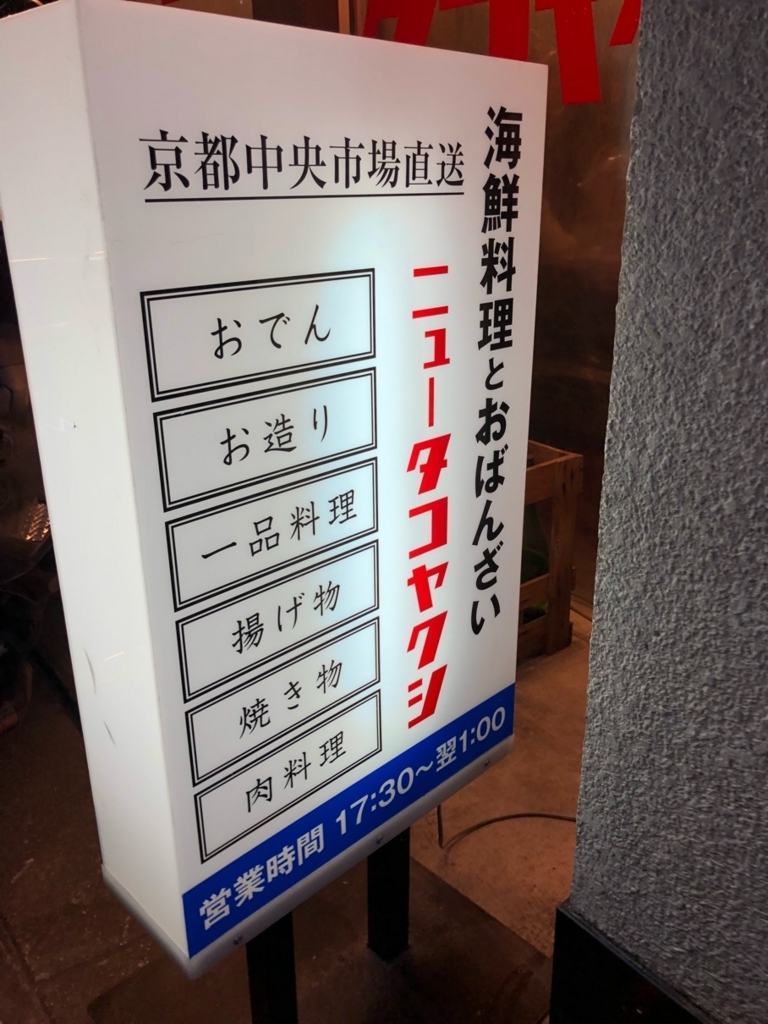 海鮮料理とおばんざい
ニュータコヤクシ
京都中央市場直送
おでん
お造り
一品料理
揚げ物
焼き物
肉料理
営業時間 17:30～翌1:00